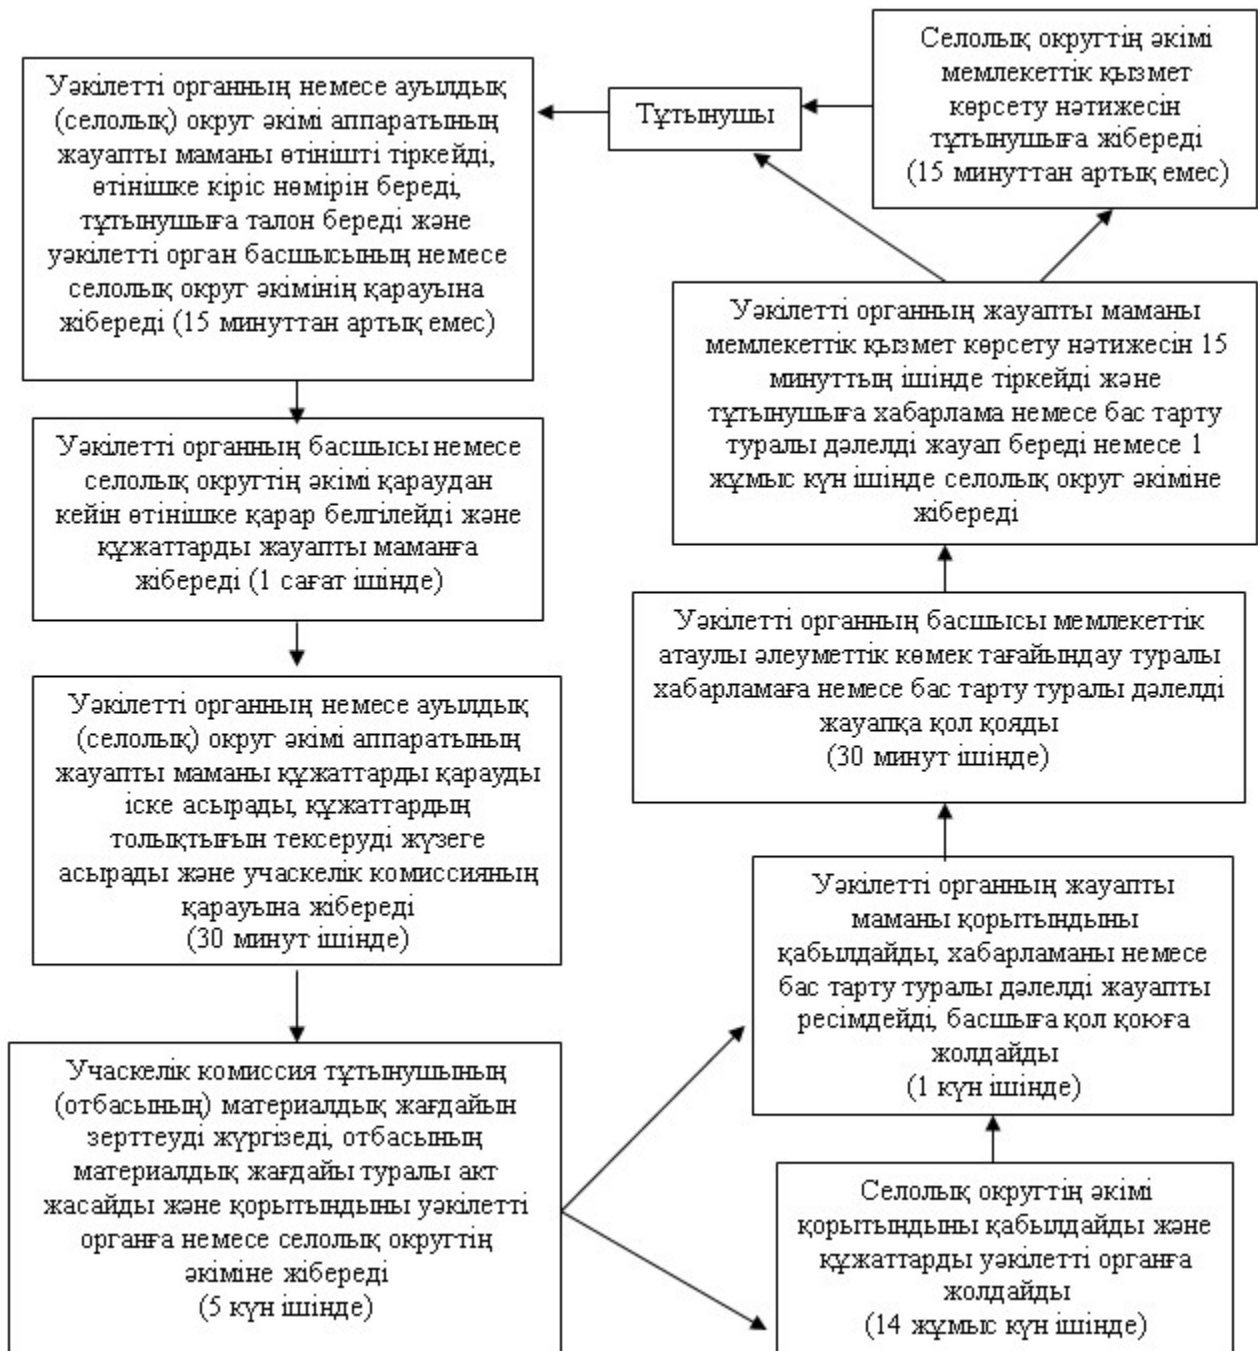 Тұтынушы
Уәкілетті органның немесе ауылдық
(селолық) округ әкімі аппаратының
жауапты маманы өтінішті тіркейді,
өтінішке кіріс нөмірін береді,
тұтынушыға талон береді және
уәкілетті орган басшысының немесе
селолық округ әкімінің қарауына
жібереді (15 минуттан артық емес)
Уәкілетті органның басшысы немесе
селолық округтің әкімі қараудан
кейін өтінішке қарар белгілейді және
құжаттарды жауапты маманға
жібереді (1 сағат ішінде)
Уәкілетті органның немесе ауылдық
(селолық) округ әкімі аппаратының
жауапты маманы құжаттарды қарауды
іске асырады, құжаттардың
толықтығын тексеруді жүзеге
асырады және учаскелік комиссияның
қарауына жібереді
(30 минут ішінде)
Учаскелік комиссия тұтынушының
(отбасының) материалдық жағдайын
зерттеуді жүргізеді, отбасының
материалдық жағдайы туралы акт
жасайды және қорытындыны уәкілетті
органға немесе селолық округтің
әкіміне жібереді
(5 күн ішінде)
Селолық округтің әкімі
қорытындыны қабылдайды және
құжаттарды уәкілетті органға
жолдайды
(14 жұмыс күн ішінде)
Уәкілетті органның жауапты
маманы қорытындыны
қабылдайды, хабарламаны немесе
бас тарту туралы дәлелді жауапты
ресімдейді, басшыға қол қоюға
жолдайды
(1 күн ішінде)
Уәкілетті органның басшысы мемлекеттік
атаулы әлеуметтік көмек тағайындау туралы
хабарламаға немесе бас тарту туралы дәлелді
жауапқа қол қояды
(30 минут ішінде)
Уәкілетті органның жауапты маманы
мемлекеттік қызмет көрсету нәтижесін 15
минуттың ішінде тіркейді және
тұтынушыға хабарлама немесе бас тарту
туралы дәлелді жауап береді немесе 1
жұмыс күн ішінде селолық округ әкіміне
жібереді
Селолық округтің әкімі
мемлекеттік қызмет
көрсету нәтижесін
тұтынушыға жібереді
(15 минуттан артық емес)